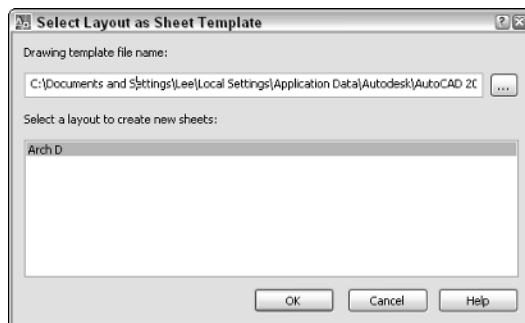 Select Layout as Sheet Template
Drawing template file name:
C:\Documents and Settings\Lee\Local Settings\Application Data\Autodesk\AutoCAD 20
...
Select a layout to create new sheets:
Arch D
OK Cancel Help